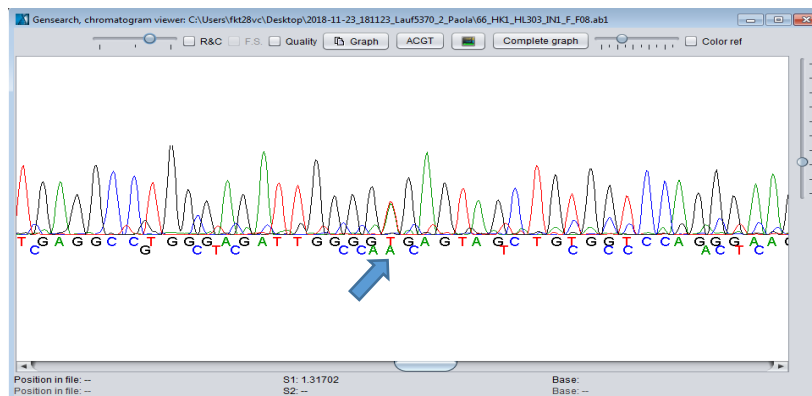 Gensearch, chromatogram viewer: C:\Users\fkt28vc\Desktop\2018-11-23_181123_Lauf5370_2_Paola\66_HK1_HL303_IN1_F_F08.ab1
R&C F.S. Quality Graph ACGT Complete graph Color ref
T G A G G C C T G G G A G A T T G G G G T G A G T A G C T G G G T C C A G G G A A G
C G C T C C C A A C T C C C A C T C
Position in file: -- S1: 1.31702 Base:
Position in file: -- S2: -- Base: --